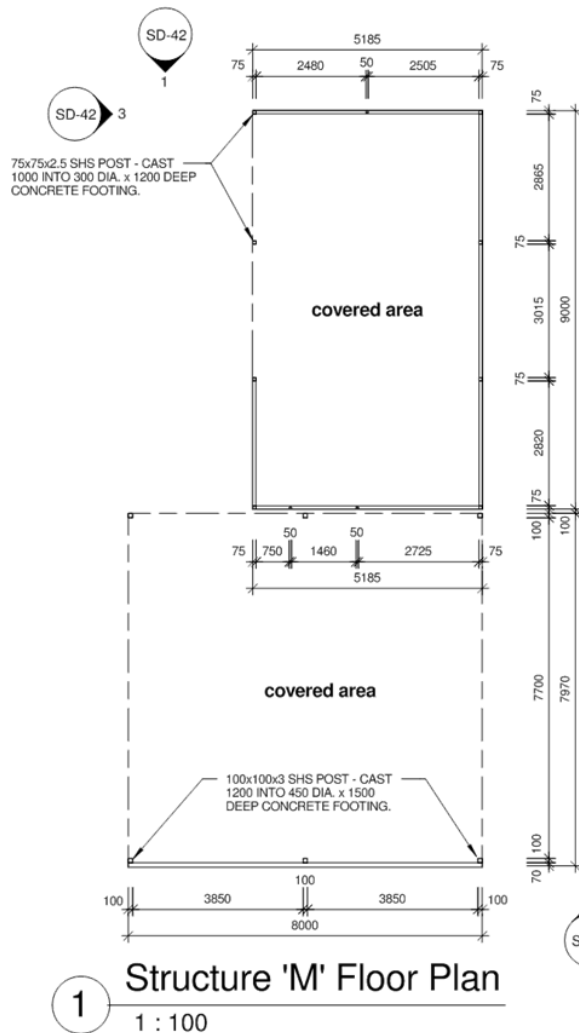 SD-42
1
SD-42 3
5185
75 2480 50 2505 75
75x75x2.5 SHS POST - CAST
1000 INTO 300 DIA. x 1200 DEEP
CONCRETE FOOTING.
75
2865
75
3015
9000
75
2820
75
covered area
100
100
50 50
75 750 1460 2725 75
5185
7700
7970
covered area
100x100x3 SHS POST - CAST
1200 INTO 450 DIA. x 1500
DEEP CONCRETE FOOTING.
100
70
100 3850 100 3850 100
8000
S
1 Structure 'M' Floor Plan
1 : 100